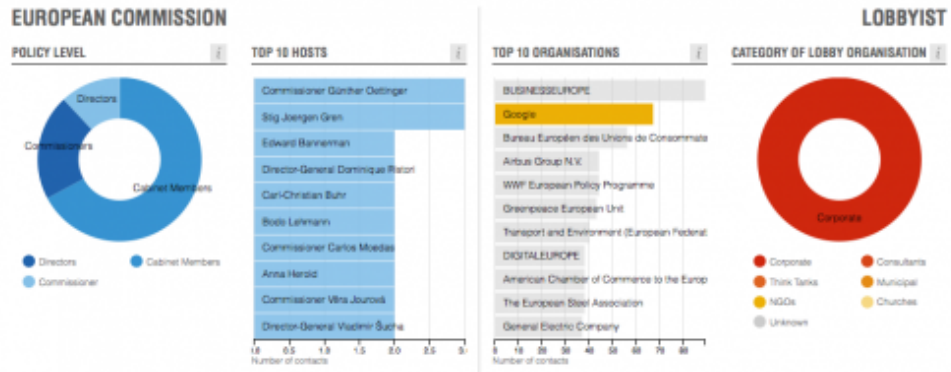 EUROPEAN COMMISSION
LOBBYIST
POLICY LEVEL
Directors
Commissioners
Cabinet Members
Directors
Cabinet Members
Commissioner
TOP 10 HOSTS
Commissioner Günther Oettinger
Stig Joergen Gren
Edward Bannerman
Director-General Dominique Ristori
Carl-Christian Buhr
Bodo Lehmann
Commissioner Carlos Moedas
Anna Herold
Commissioner Věra Jourová
Director-General Vladimir Šucha
0.5 1.0 1.5 2.0 2.5
Number of contacts
TOP 10 ORGANISATIONS
BUSINESSEUROPE
Google
Bureau Européen des Unions de Consommate
Airbus Group N.V.
WWF European Policy Programme
Greenpeace European Unit
Transport and Environment (European Federat
DIGITALEUROPE
American Chamber of Commerce to the Europ
The European Steel Association
General Electric Company
0 10 20 30 40 50 60 70 80
Number of contacts
CATEGORY OF LOBBY ORGANISATION
Corporate
Corporate
Consultants
Think Tanks
Municipal
NGOs
Churches
Unknown